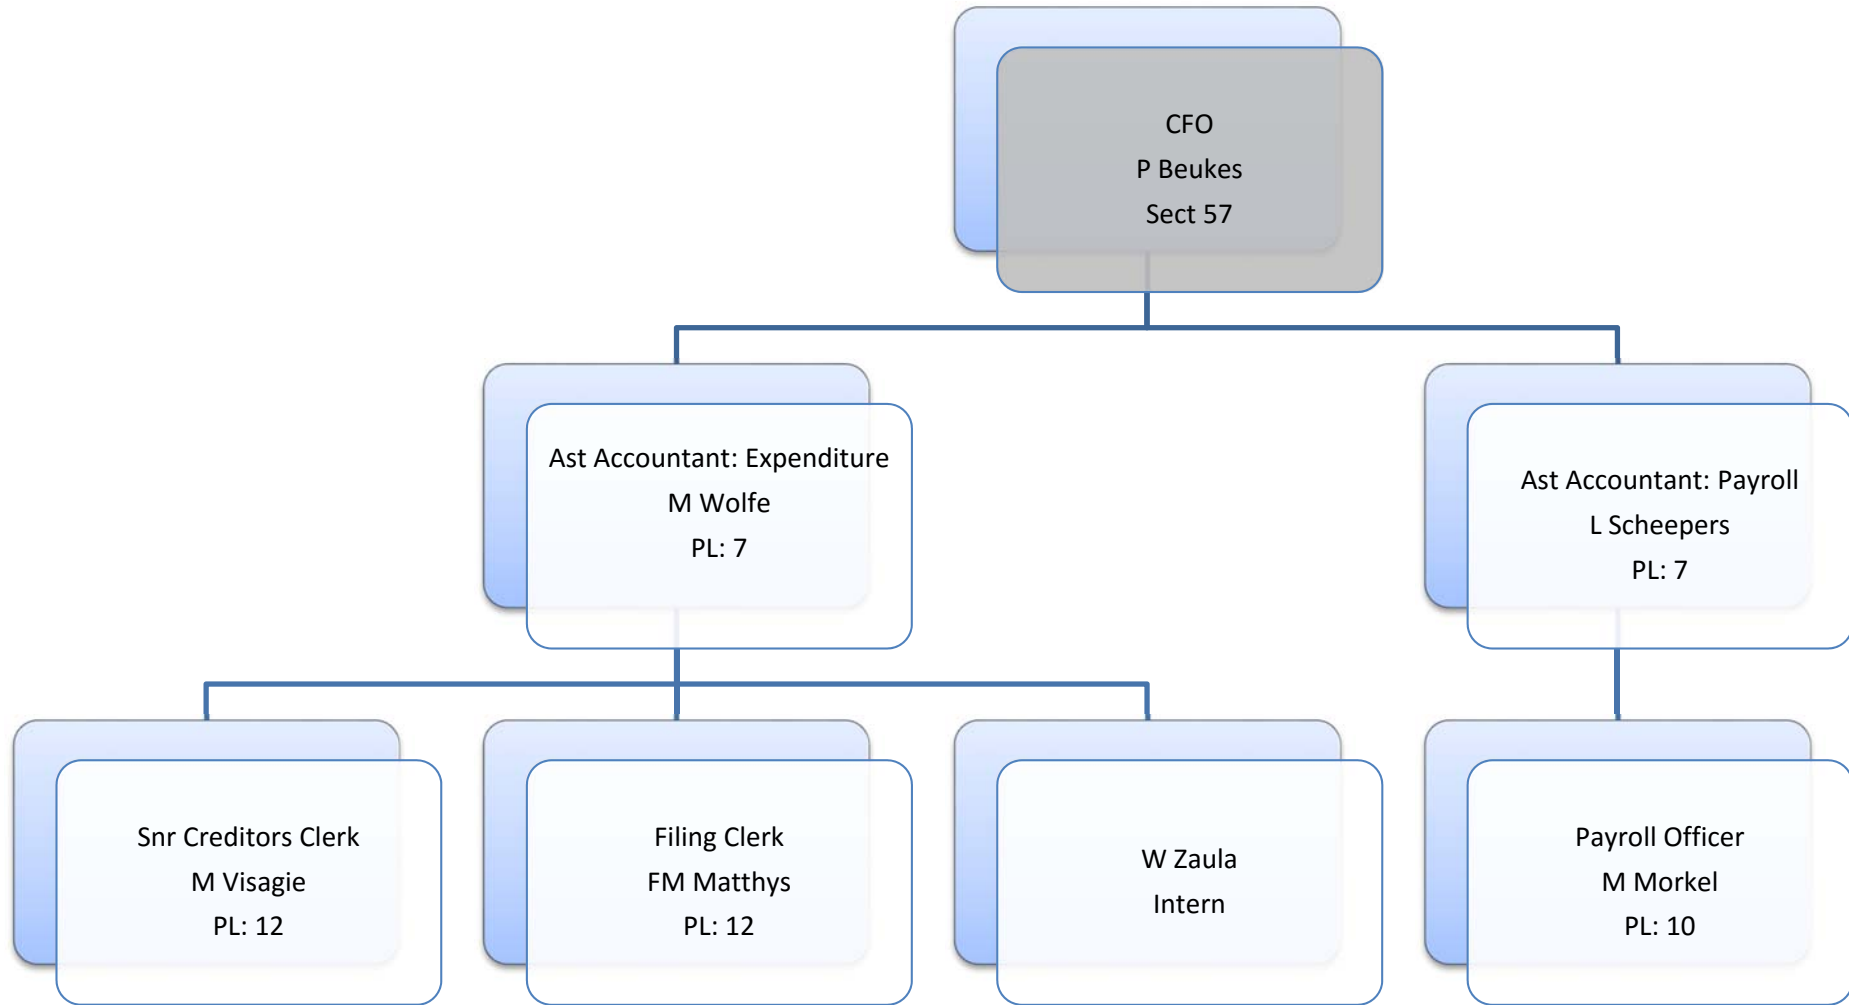 CFO
P Beukes
Sect 57
Ast Accountant: Expenditure
M Wolfe
PL: 7
Ast Accountant: Payroll
L Scheepers
PL: 7
Snr Creditors Clerk
M Visagie
PL: 12
Filing Clerk
FM Matthys
PL: 12
W Zaula
Intern
Payroll Officer
M Morkel
PL: 10